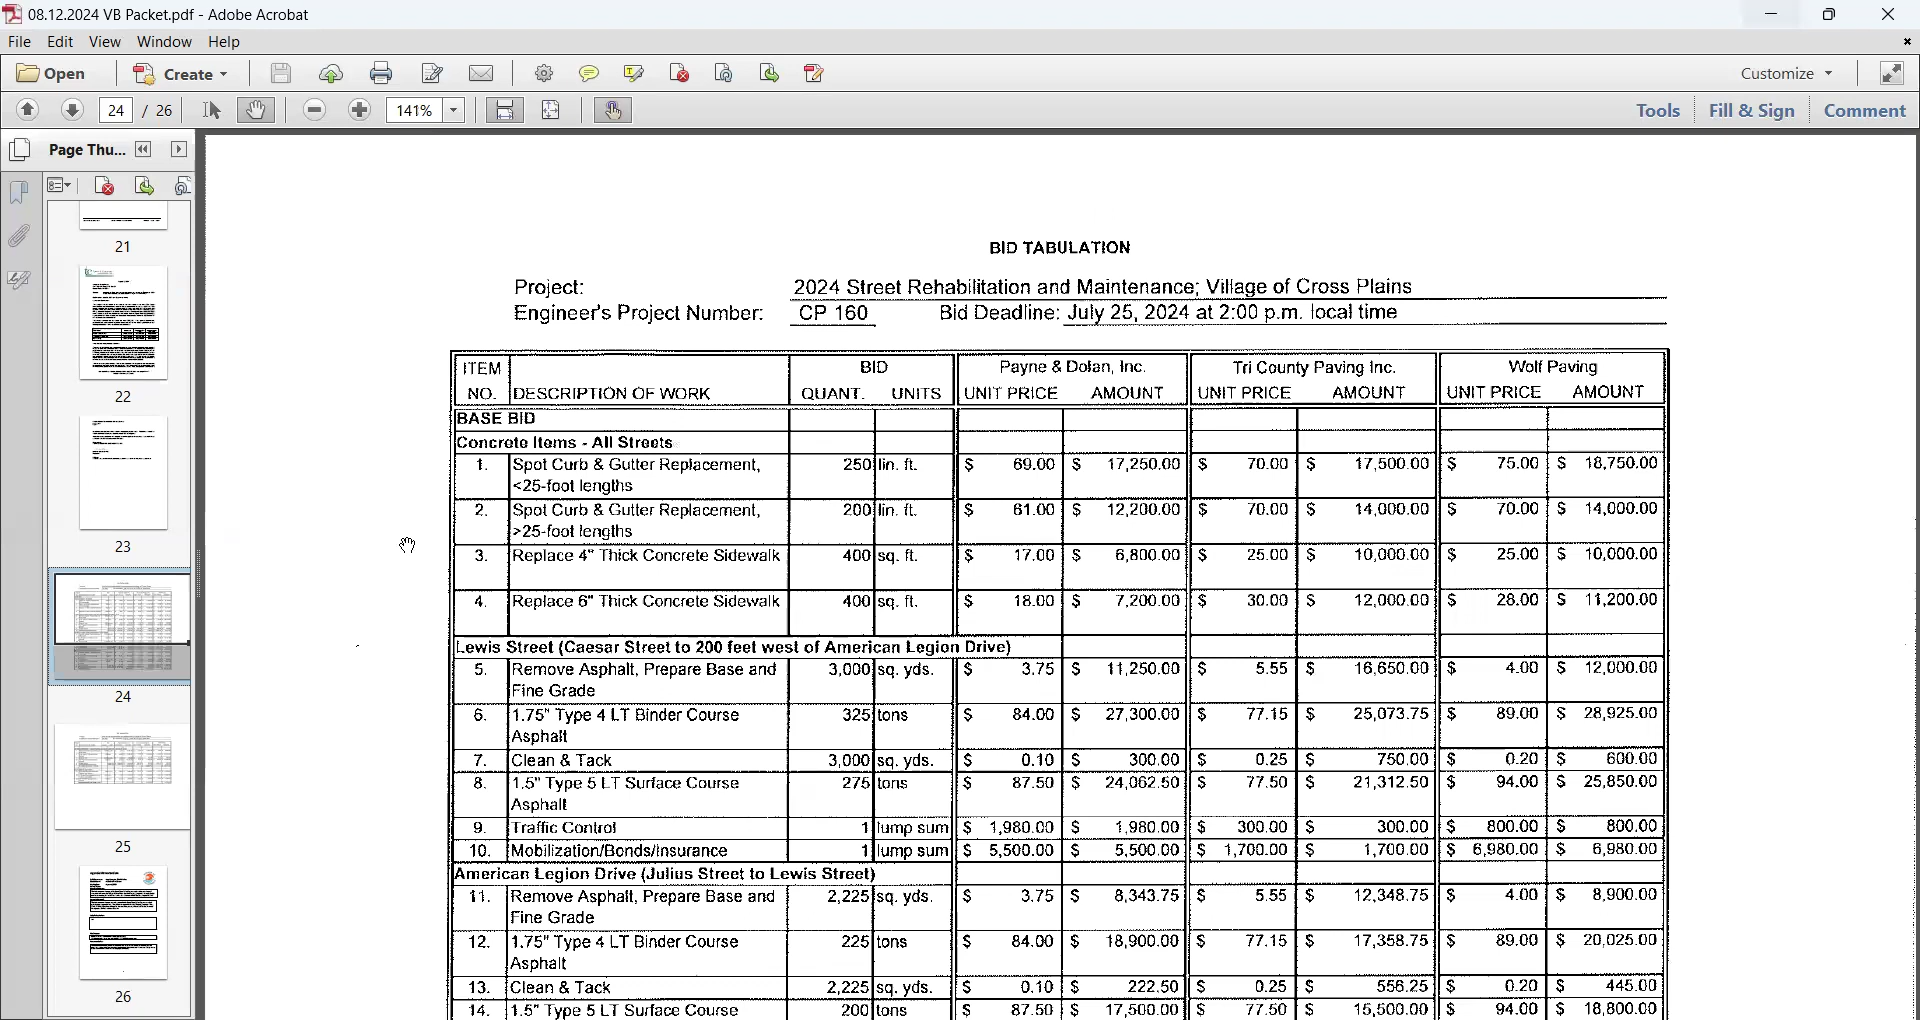 08.12.2024 VB Packet.pdf - Adobe Acrobat
File Edit View Window Help
Open Create Customize
24 / 26 141% Tools Fill & Sign Comment
Page Thu...
21
22
23
24
25
26
BID TABULATION
Project: 2024 Street Rehabilitation and Maintenance; Village of Cross Plains
Engineer's Project Number: CP 160 Bid Deadline: July 25, 2024 at 2:00 p.m. local time
ITEM BID Payne & Dolan, Inc. Tri County Paving Inc. Wolf Paving
NO. DESCRIPTION OF WORK QUANT. UNITS UNIT PRICE AMOUNT UNIT PRICE AMOUNT UNIT PRICE AMOUNT
BASE BID
Concrete Items - All Streets
1. Spot Curb & Gutter Replacement, 250 lin. ft. $ 69.00 $ 17,250.00 $ 70.00 $ 17,500.00 $ 75.00 $ 18,750.00
<25-foot lengths
2. Spot Curb & Gutter Replacement, 200 lin. ft. $ 61.00 $ 12,200.00 $ 70.00 $ 14,000.00 $ 70.00 $ 14,000.00
>25-foot lengths
3. Replace 4" Thick Concrete Sidewalk 400 sq. ft. $ 17.00 $ 6,800.00 $ 25.00 $ 10,000.00 $ 25.00 $ 10,000.00
4. Replace 6" Thick Concrete Sidewalk 400 sq. ft. $ 18.00 $ 7,200.00 $ 30.00 $ 12,000.00 $ 28.00 $ 11,200.00
Lewis Street (Caesar Street to 200 feet west of American Legion Drive)
5. Remove Asphalt, Prepare Base and 3,000 sq. yds. $ 3.75 $ 11,250.00 $ 5.55 $ 16,650.00 $ 4.00 $ 12,000.00
Fine Grade
6. 1.75" Type 4 LT Binder Course 325 tons $ 84.00 $ 27,300.00 $ 77.15 $ 25,073.75 $ 89.00 $ 28,925.00
Asphalt
7. Clean & Tack 3,000 sq. yds. $ 0.10 $ 300.00 $ 0.25 $ 750.00 $ 0.20 $ 600.00
8. 1.5" Type 5 LT Surface Course 275 tons $ 87.50 $ 24,062.50 $ 77.50 $ 21,312.50 $ 94.00 $ 25,850.00
Asphalt
9. Traffic Control 1 lump sum $ 1,980.00 $ 1,980.00 $ 300.00 $ 300.00 $ 800.00 $ 800.00
10. Mobilization/Bonds/Insurance 1 lump sum $ 5,500.00 $ 5,500.00 $ 1,700.00 $ 1,700.00 $ 6,980.00 $ 6,980.00
American Legion Drive (Julius Street to Lewis Street)
11. Remove Asphalt, Prepare Base and 2,225 sq. yds. $ 3.75 $ 8,343.75 $ 5.55 $ 12,348.75 $ 4.00 $ 8,900.00
Fine Grade
12. 1.75" Type 4 LT Binder Course 225 tons $ 84.00 $ 18,900.00 $ 77.15 $ 17,358.75 $ 89.00 $ 20,025.00
Asphalt
13. Clean & Tack 2,225 sq. yds. $ 0.10 $ 222.50 $ 0.25 $ 556.25 $ 0.20 $ 445.00
14. 1.5" Type 5 LT Surface Course 200 tons $ 87.50 $ 17,500.00 $ 77.50 $ 15,500.00 $ 94.00 $ 18,800.00